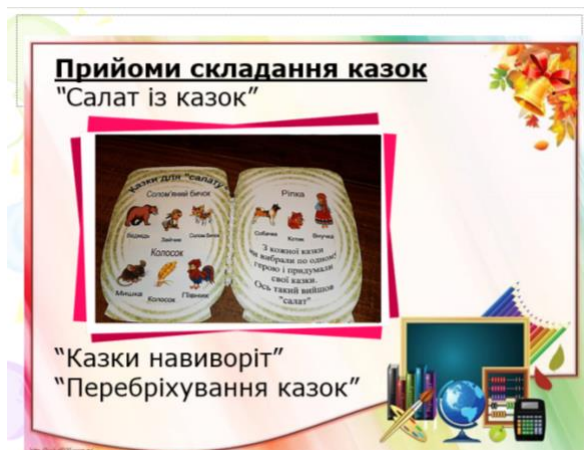 Прийоми складання казок
“Салат із казок”
Казки для "салату"
Солом'яний бичок
Ведмідь
Зайчик
Солом.бичок
Колосок
Мишка
Колосок
Півник
Ріпка
Собачка
Котик
Внучка
З кожної казки
ми вибрали по одному
герою і придумали
свої казки.
Ось такий вийшов
"салат"
“Казки навиворіт”
“Перебріхування казок”